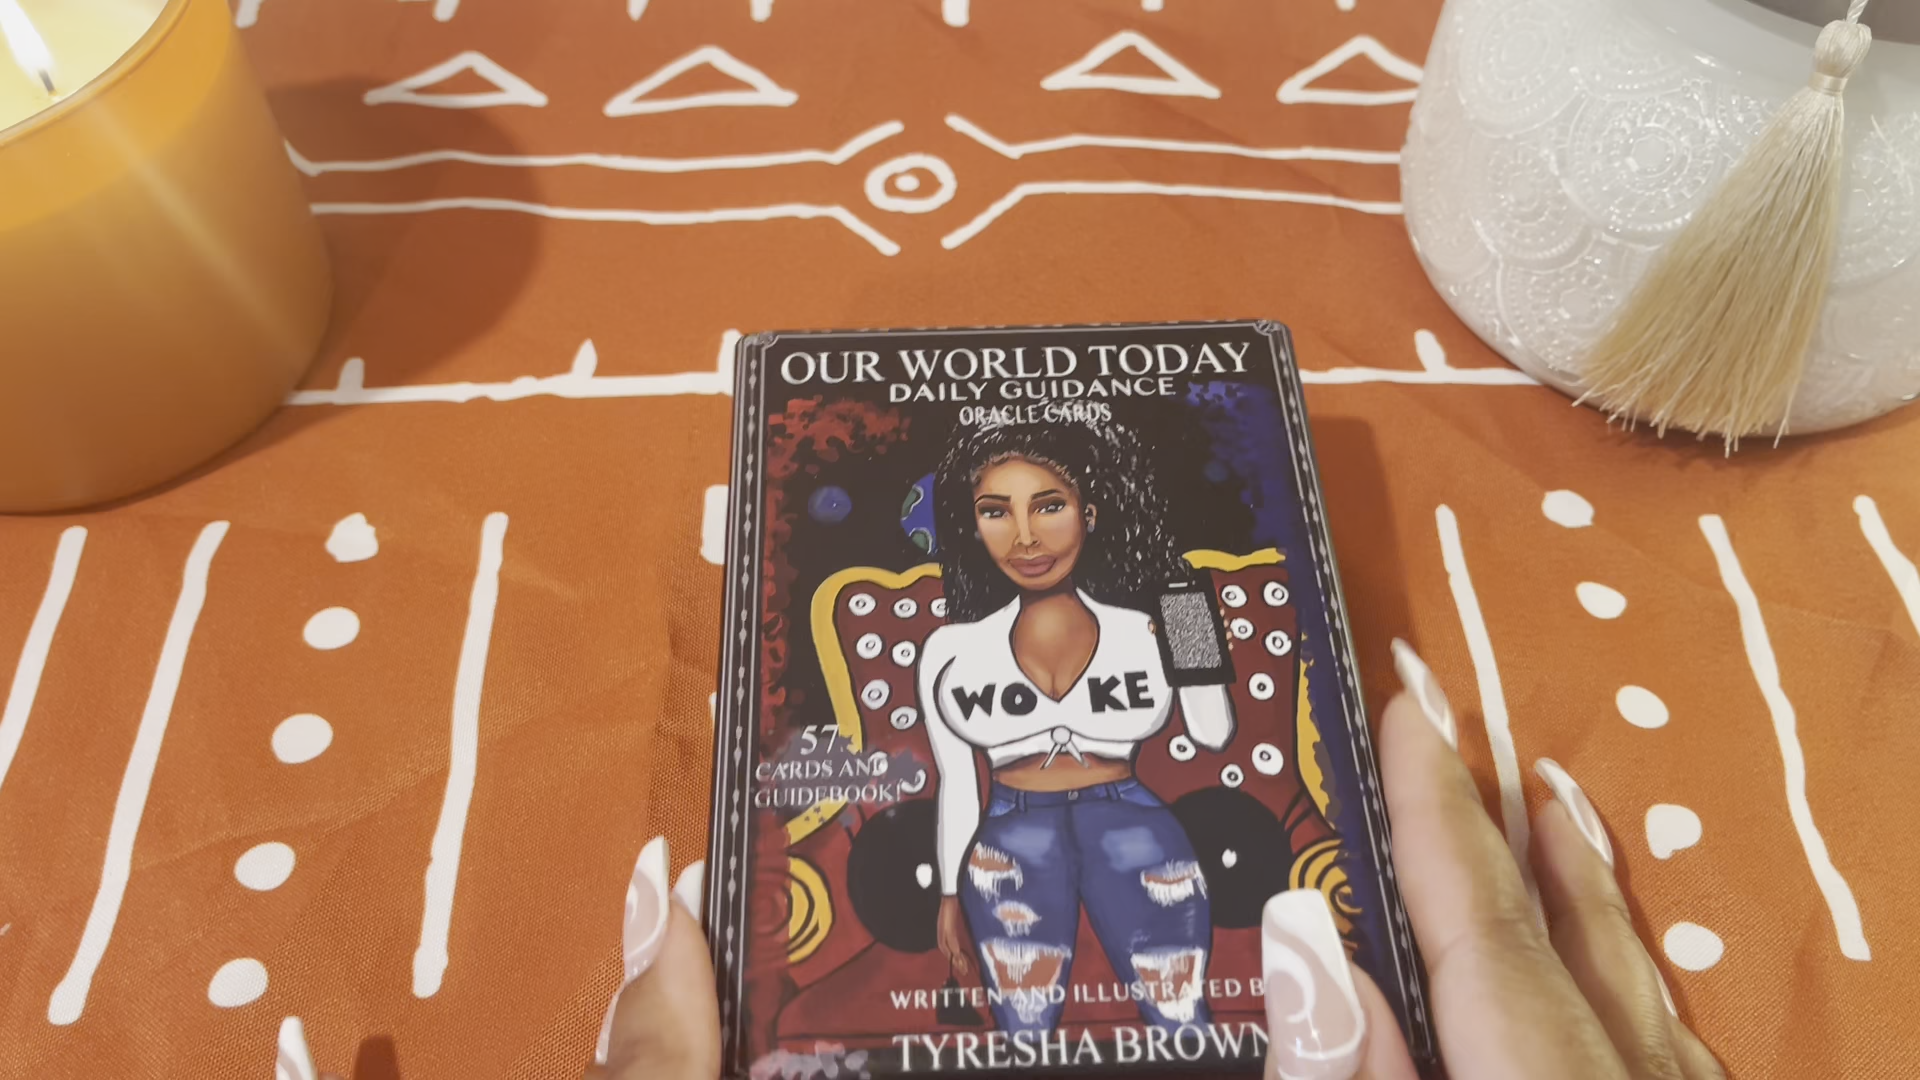 OUR WORLD TODAY
DAILY GUIDANCE
ORACLE CARDS
WO KE
57
CARDS AND
GUIDEBOOK!
WRITTEN AND ILLUSTRATED
TYRESHA BROWN